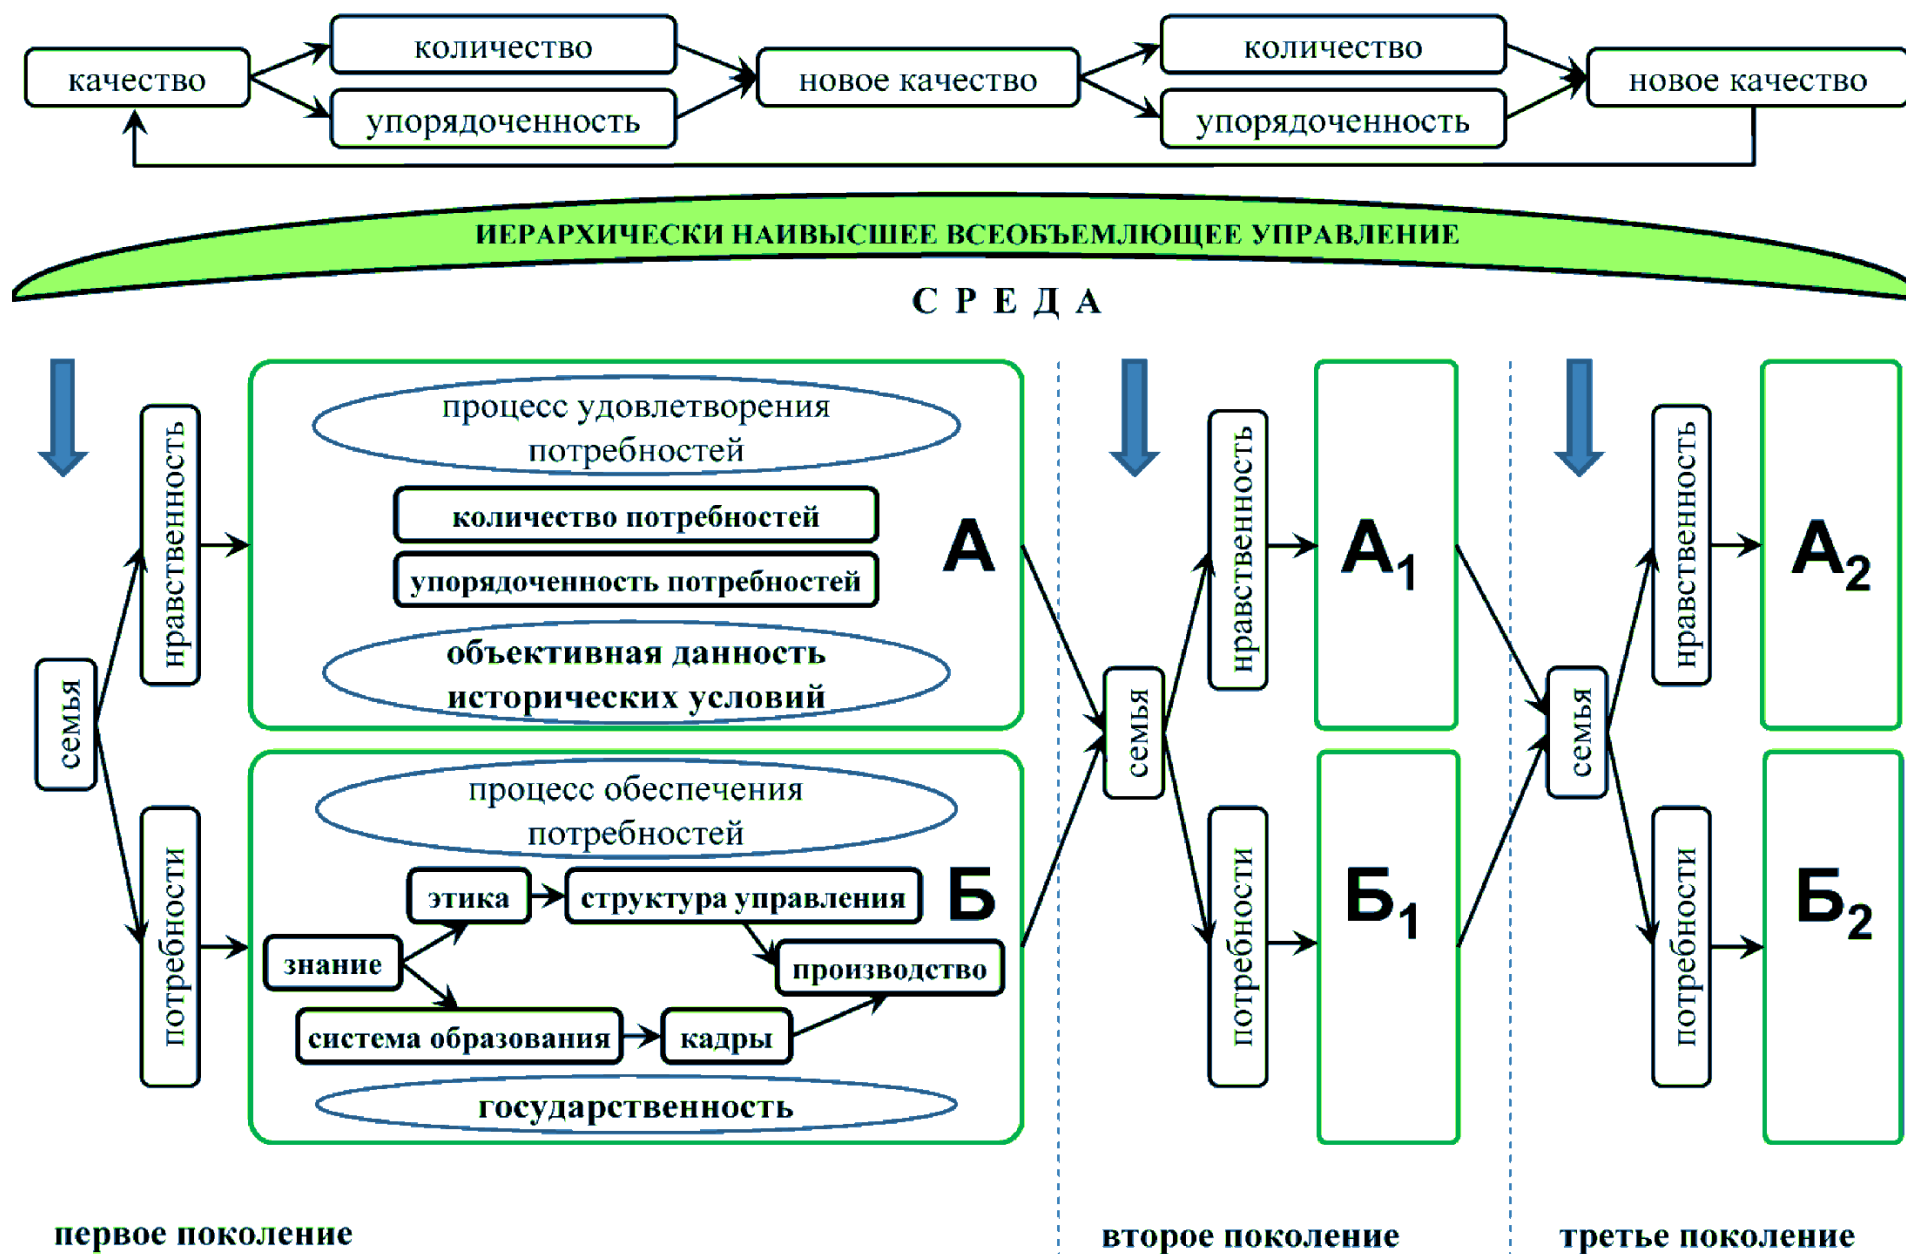 качество
количество
упорядоченность
новое качество
количество
упорядоченность
новое качество
ИЕРАРХИЧЕСКИ НАИВЫСШЕЕ ВСЕОБЪЕМЛЮЩЕЕ УПРАВЛЕНИЕ
СРЕДА
семья
нравственность
потребности
процесс удовлетворения
потребностей
количество потребностей
упорядоченность потребностей
объективная данность
исторических условий
А
процесс обеспечения
потребностей
этика
структура управления
знание
производство
система образования
кадры
государственность
Б
семья
нравственность
потребности
А1
Б1
семья
нравственность
потребности
А2
Б2
первое поколение
второе поколение
третье поколение